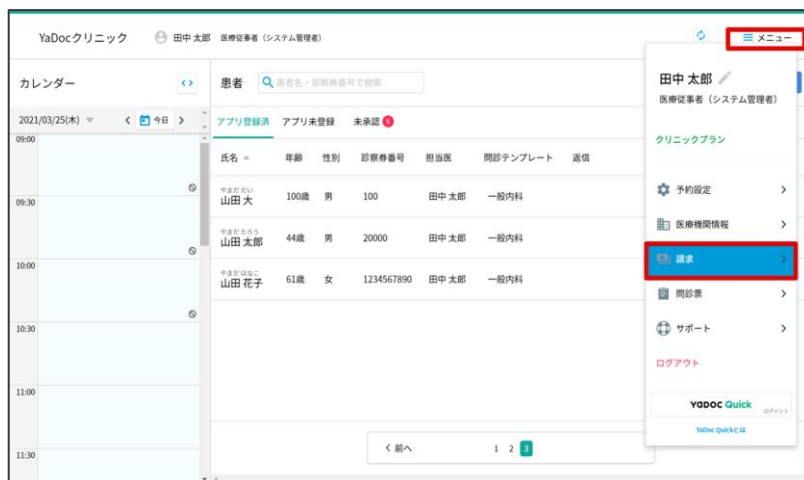 YaDocクリニック 田中 太郎 医療従事者（システム管理者） メニュー
カレンダー
2021/03/25(木) 今日
09:00
09:30
10:00
10:30
11:00
11:30
患者 患者名・診察券番号で検索
アプリ登録済 アプリ未登録 未承認 5
氏名 年齢 性別 診察券番号 担当医 問診テンプレート 返信
やまだ だい
山田 大 100歳 男 100 田中 太郎 一般内科
やまだ たろう
山田 太郎 44歳 男 20000 田中 太郎 一般内科
やまだ はなこ
山田 花子 61歳 女 1234567890 田中 太郎 一般内科
前へ 1 2 3
田中 太郎
医療従事者（システム管理者）
クリニックプラン
予約設定
医療機関情報
請求
問診票
サポート
ログアウト
YaDOC Quick ログイン
YaDoc Quickとは